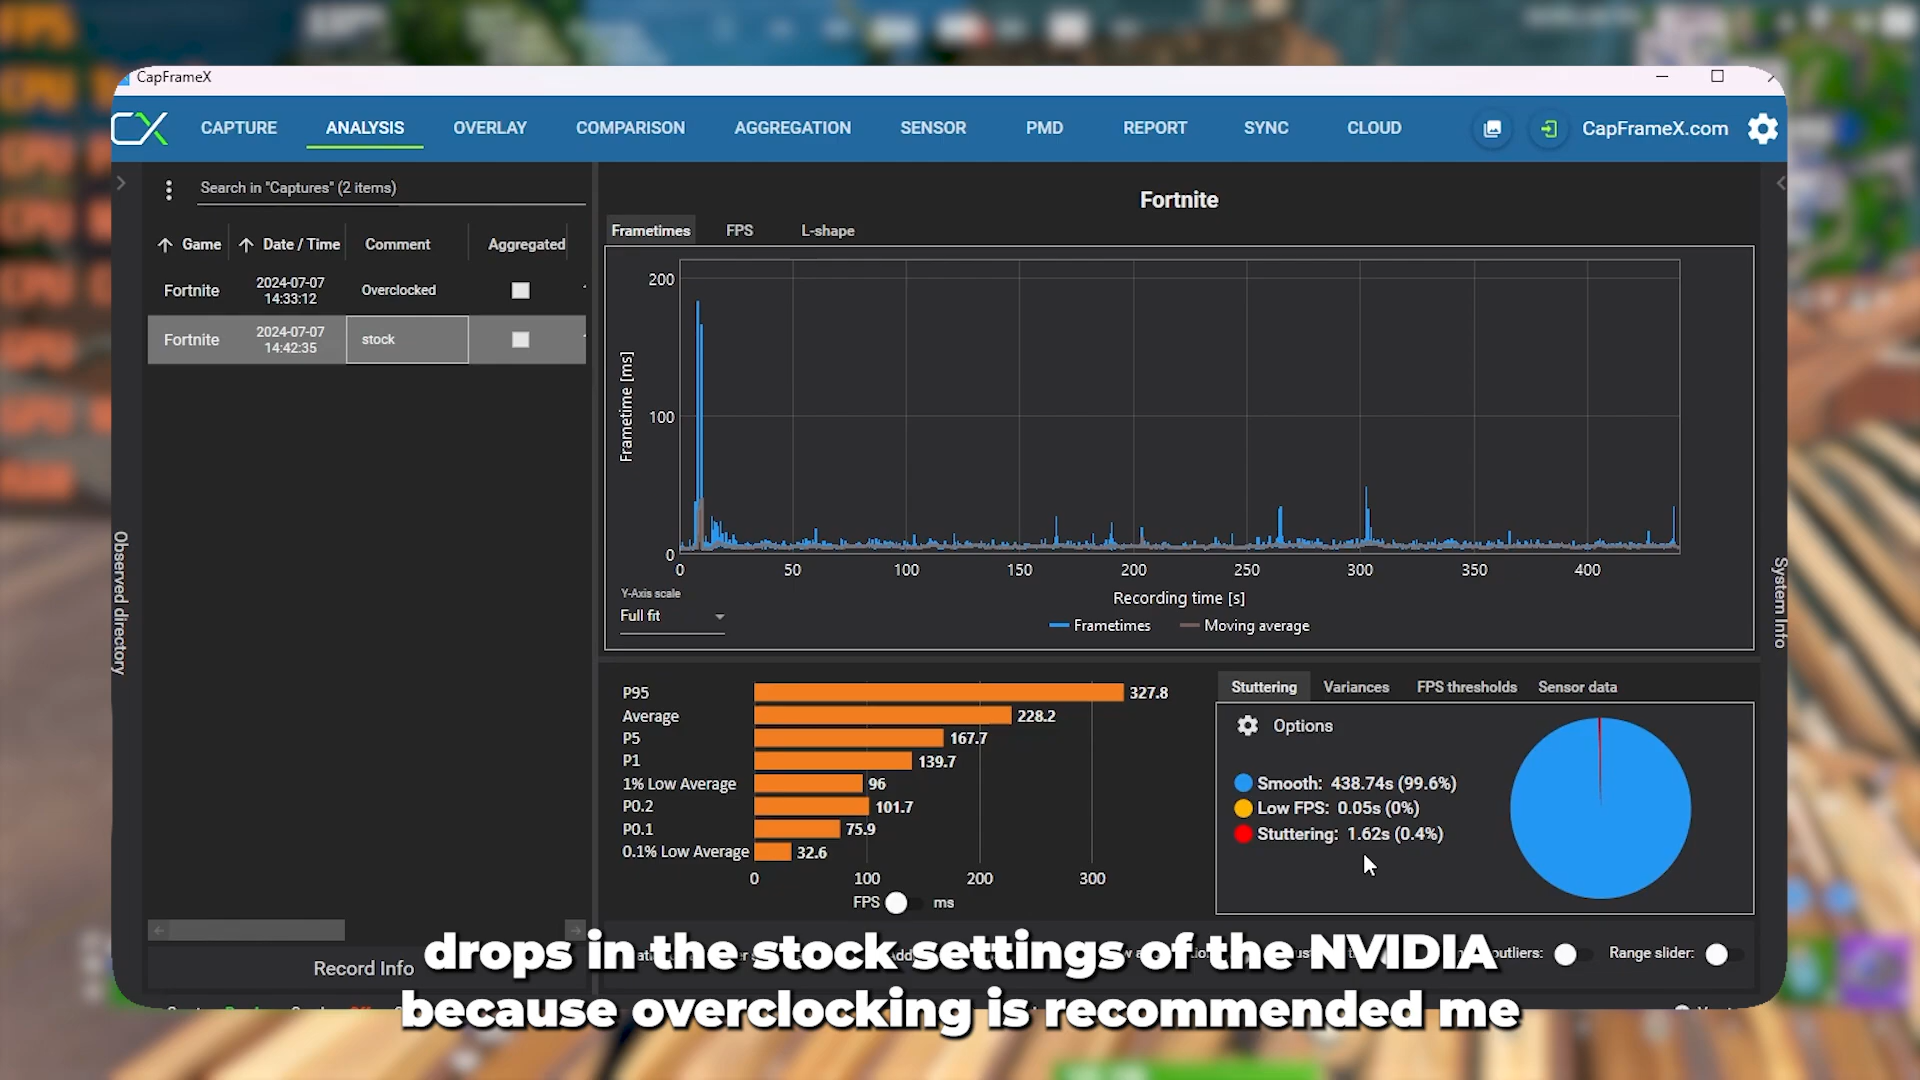 CapFrameX
CAPTURE ANALYSIS OVERLAY COMPARISON AGGREGATION SENSOR PMD REPORT SYNC CLOUD CapFrameX.com
Search in "Captures" (2 items)
Game Date / Time Comment Aggregated
Fortnite 2024-07-07 14:33:12 Overclocked
Fortnite 2024-07-07 14:42:35 stock
Observed directory
Record Info
Fortnite
Frametimes FPS L-shape
Frametime [ms]
200
100
0
0 50 100 150 200 250 300 350 400
Recording time [s]
Y-Axis scale
Full fit
Frametimes Moving average
System Info
P95 327.8
Average 228.2
P5 167.7
P1 139.7
1% Low Average 96
P0.2 101.7
P0.1 75.9
0.1% Low Average 32.6
0 100 200 300
FPS ms
Stuttering Variances FPS thresholds Sensor data
Options
Smooth: 438.74s (99.6%)
Low FPS: 0.05s (0%)
Stuttering: 1.62s (0.4%)
outliers: Range slider:
drops in the stock settings of the NVIDIA
because overclocking is recommended me